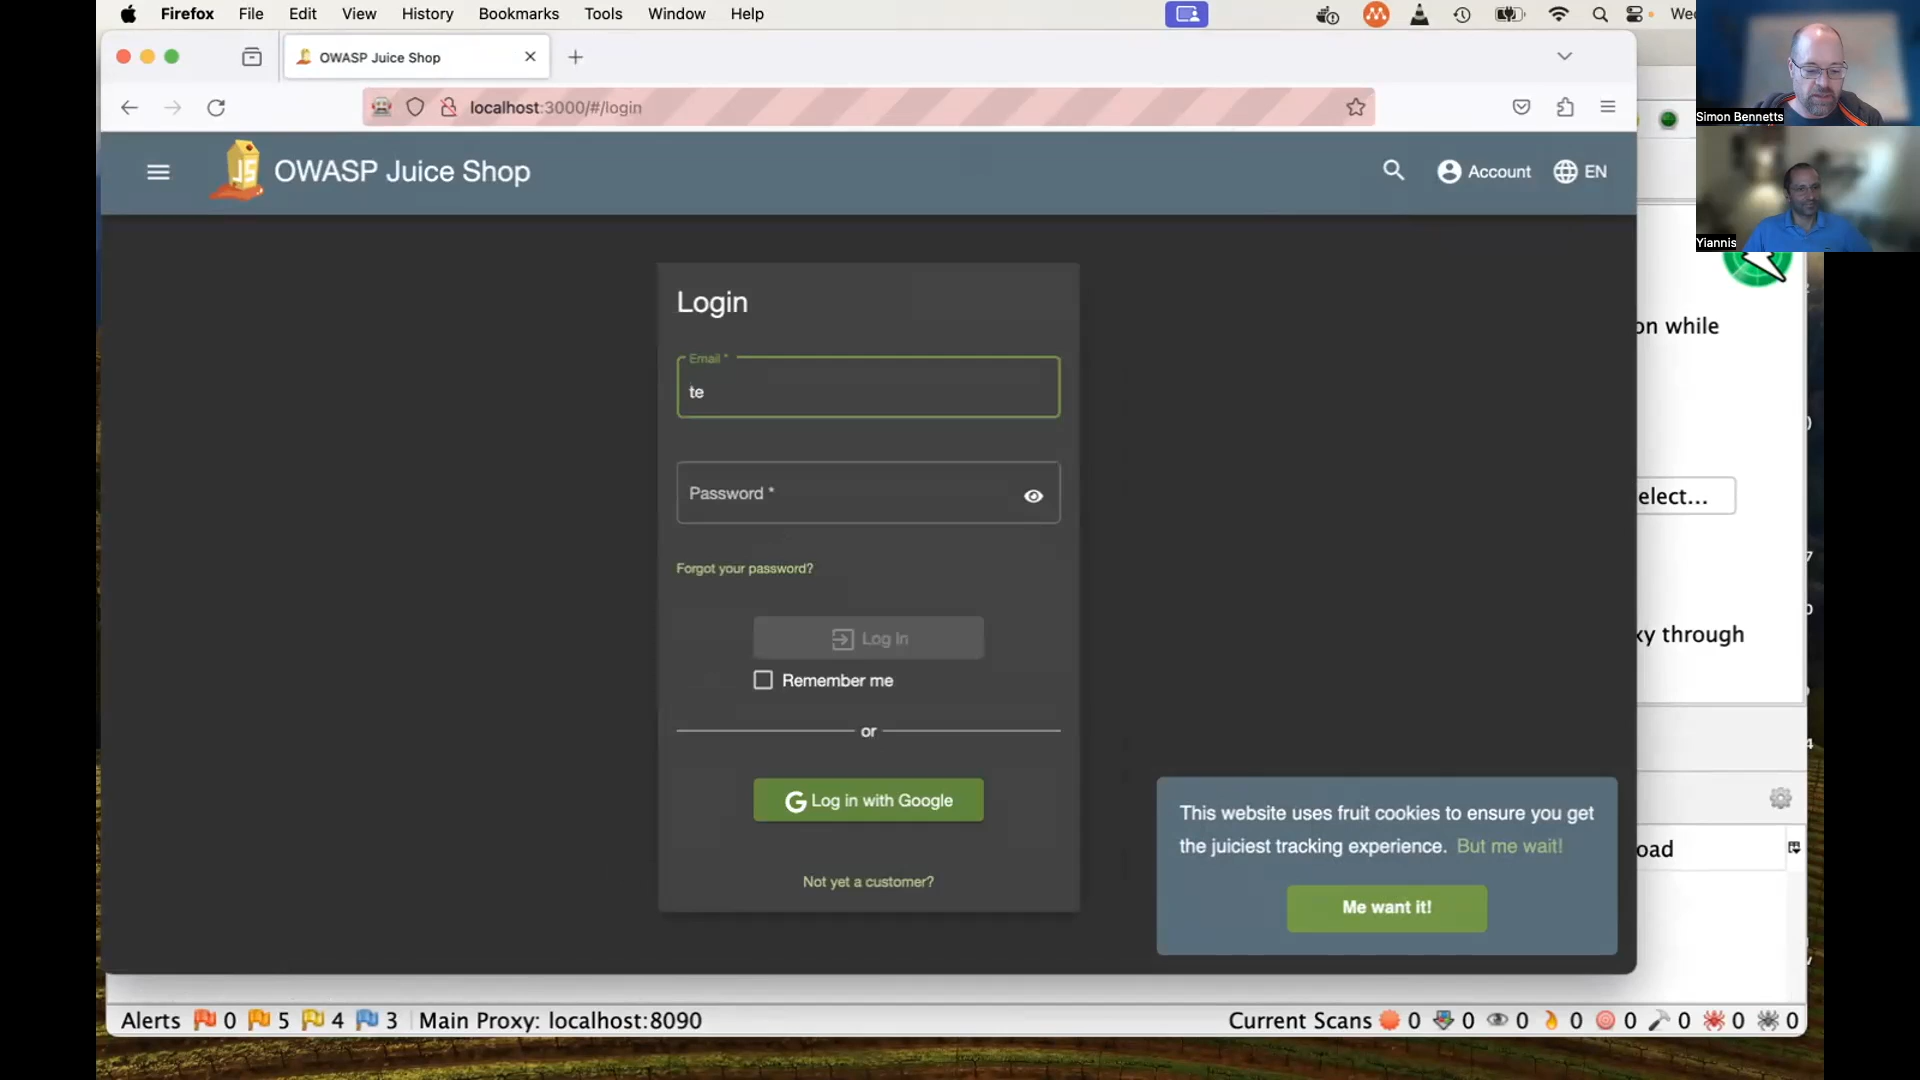 Firefox File Edit View History Bookmarks Tools Window Help
OWASP Juice Shop
localhost:3000/#/login
Simon Bennetts
Yiannis
JS
OWASP Juice Shop
Account
EN
Login
Email *
te
Password *
Forgot your password?
Log in
Remember me
or
G Log in with Google
Not yet a customer?
This website uses fruit cookies to ensure you get
the juiciest tracking experience. But me wait!
Me want it!
on while
elect...
xy through
oad
Alerts 0 5 4 3 Main Proxy: localhost:8090
Current Scans 0 0 0 0 0 0 0 0